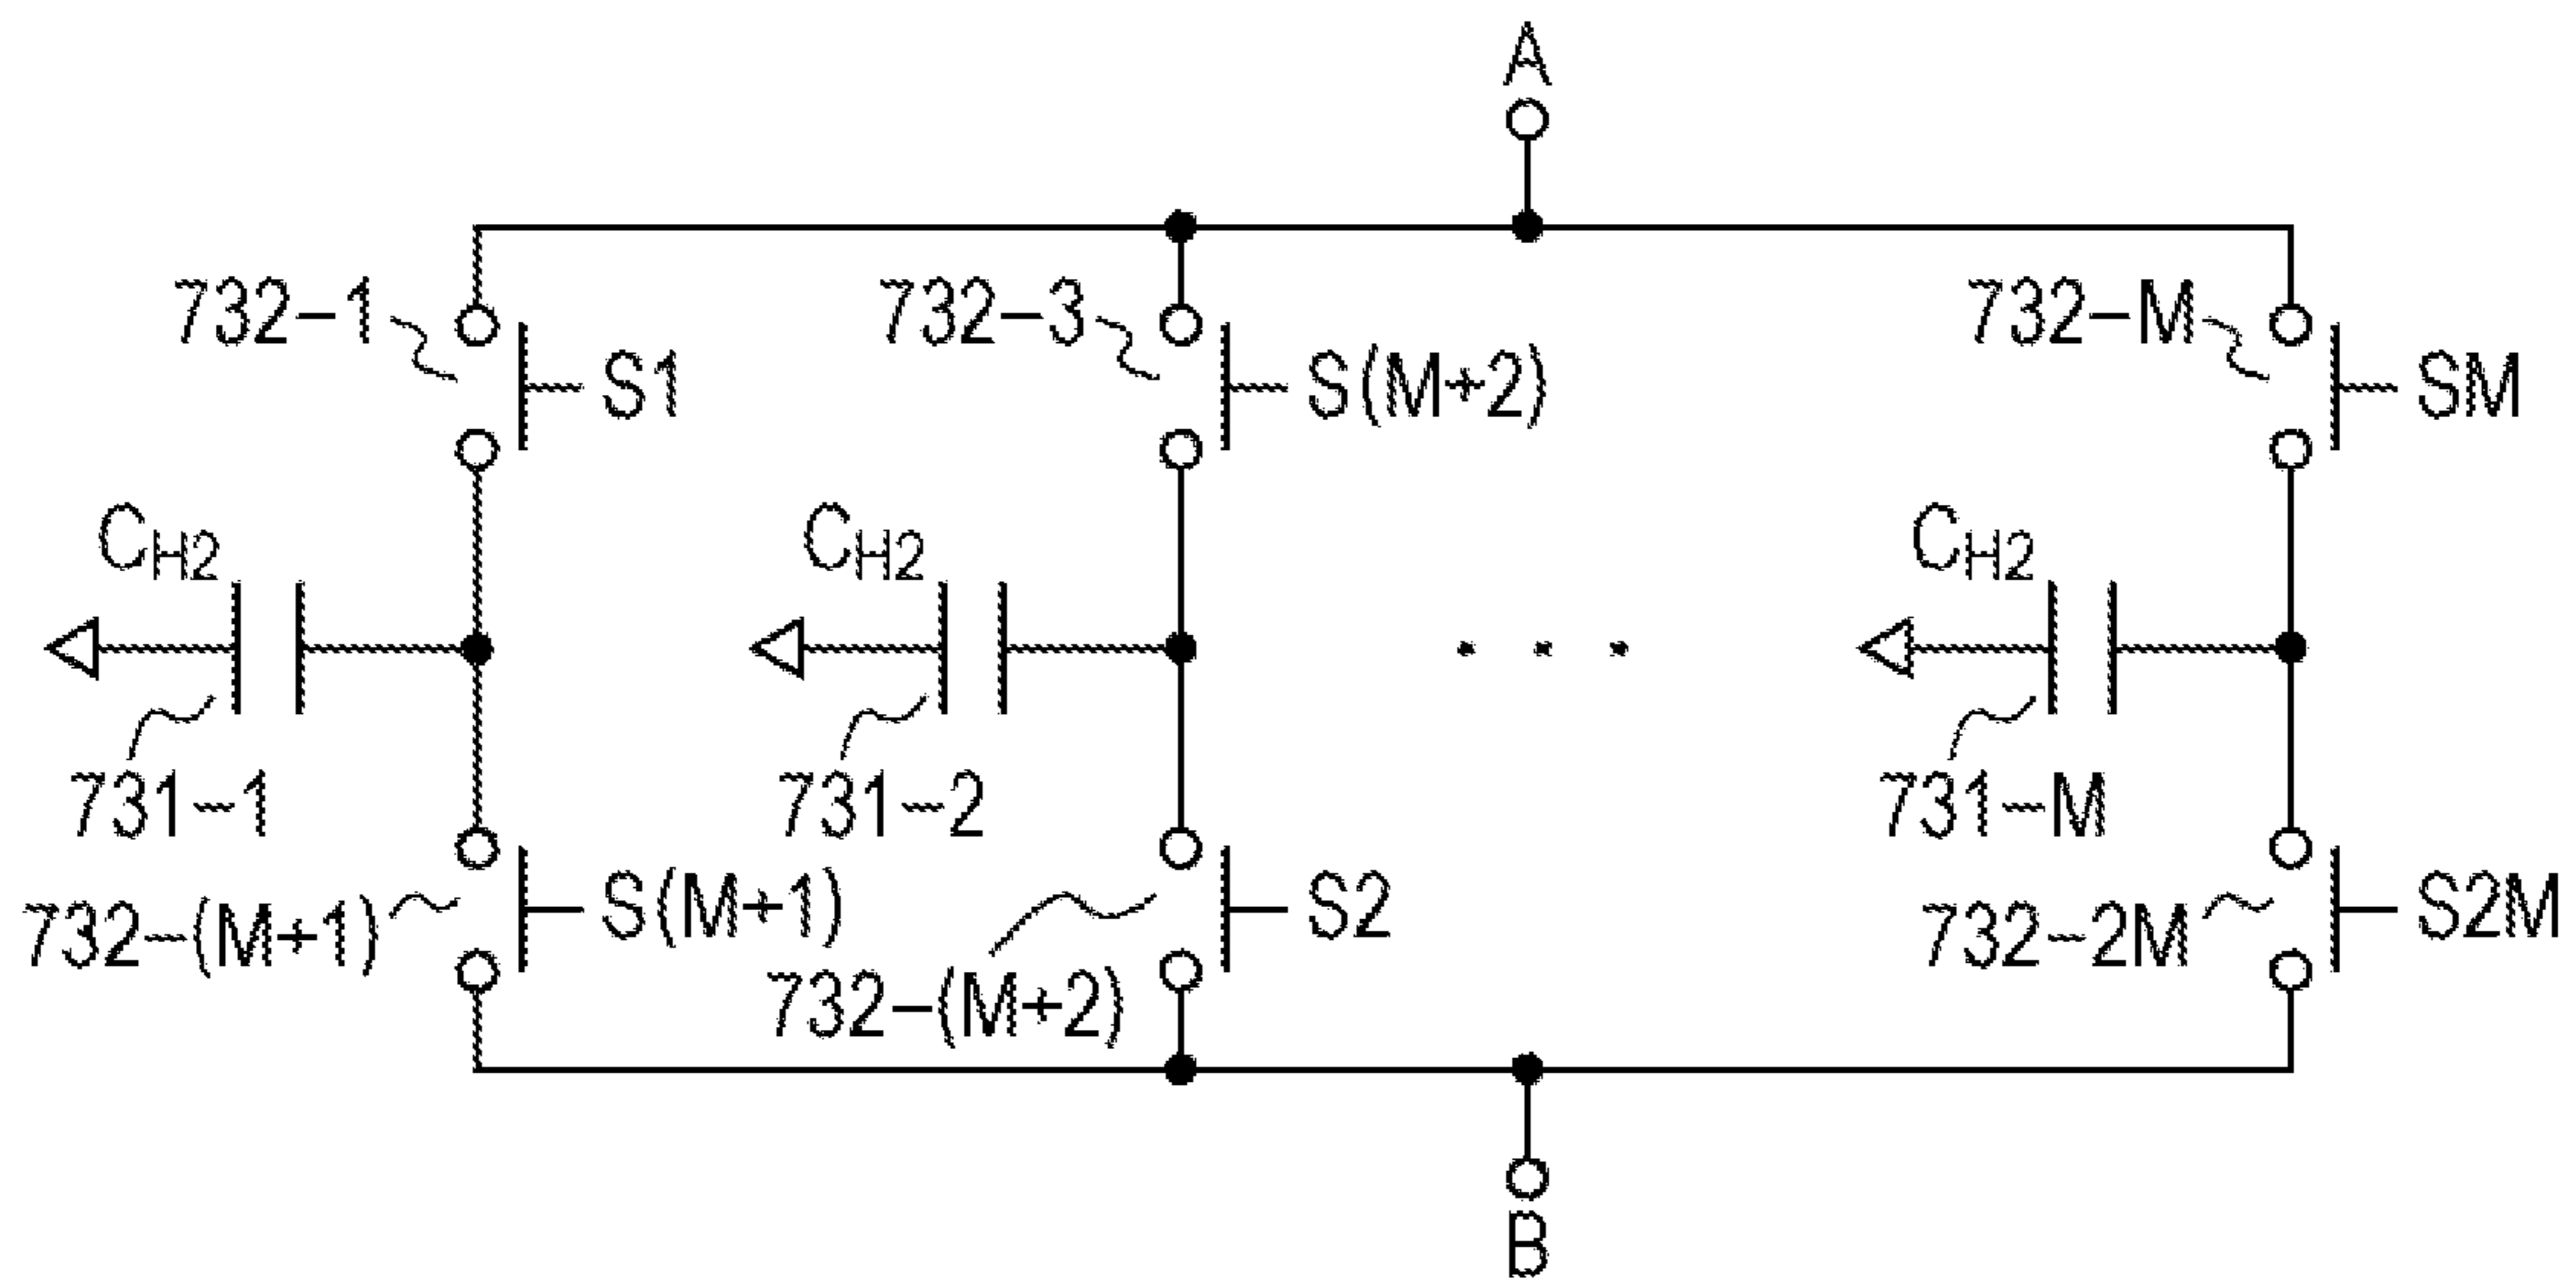 A
732-1
S1
732-3
S(M+2)
732-M
SM
CH2
CH2
CH2
. . .
731-1
731-2
731-M
732-(M+1)
S(M+1)
732-(M+2)
S2
732-2M
S2M
B